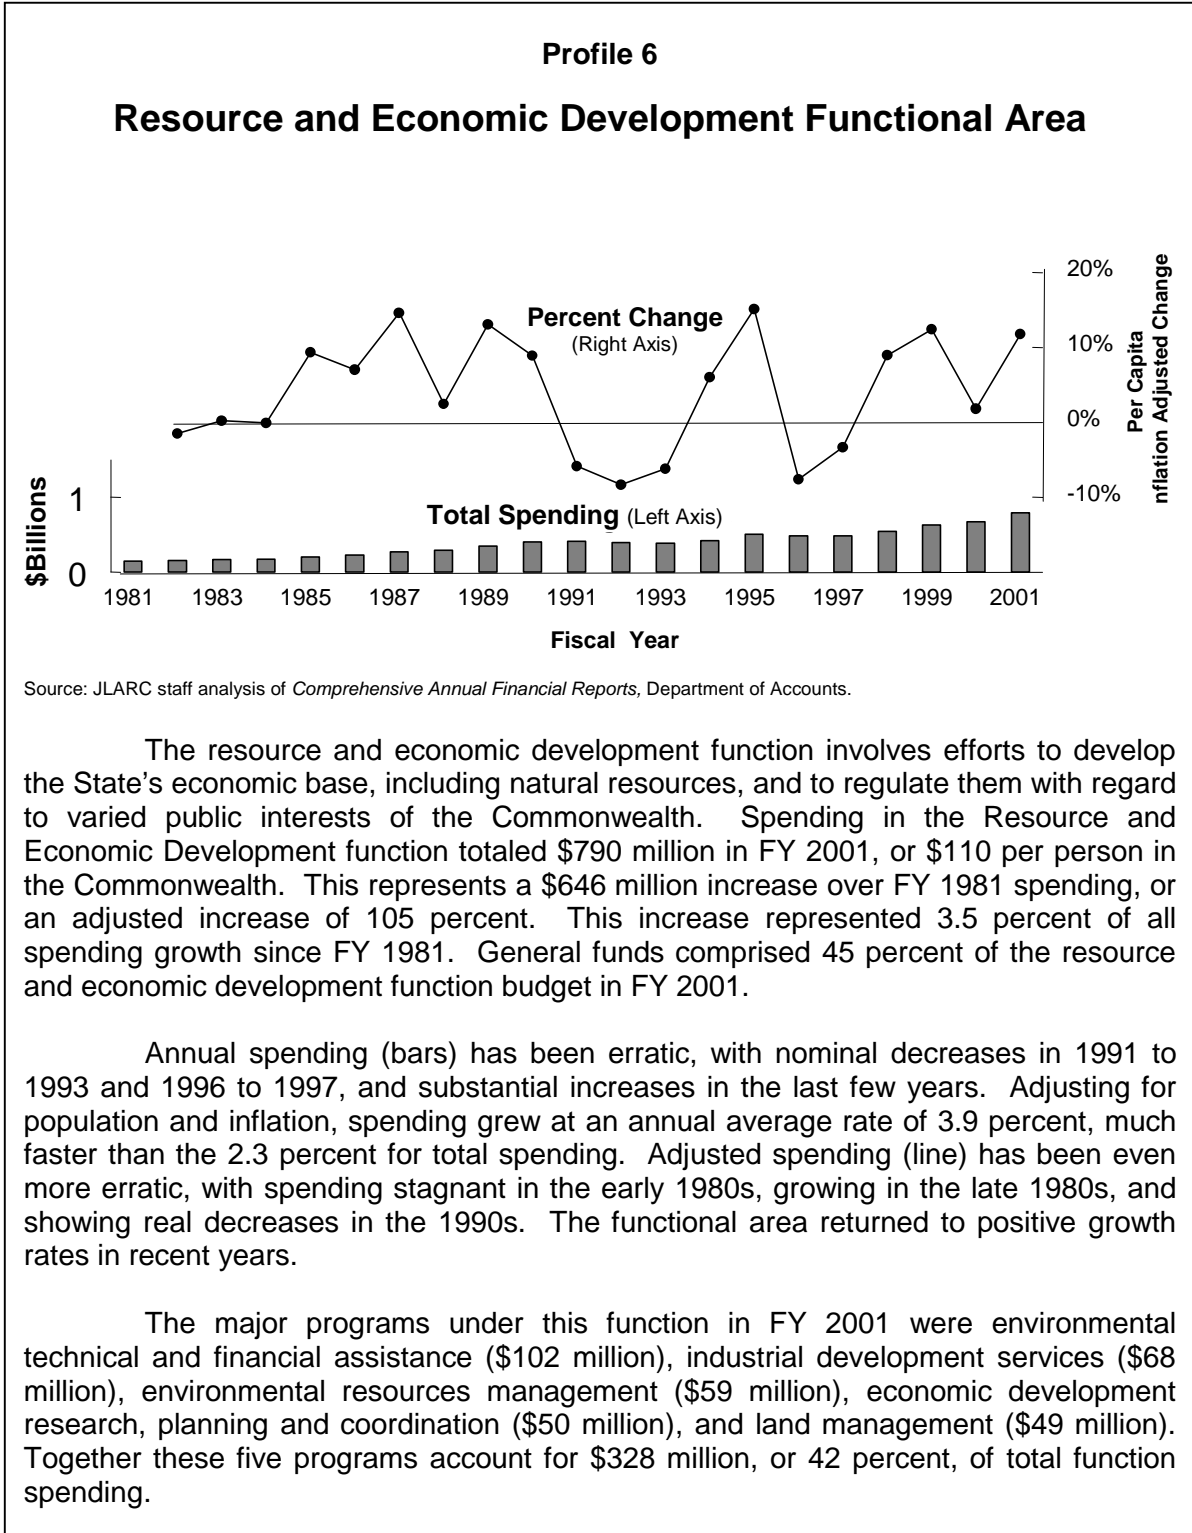 Profile 6
Resource and Economic Development Functional Area
20%
10%
0%
-10%
Per Capita
nflation Adjusted Change
Percent Change
(Right Axis)
Total Spending (Left Axis)
$Billions
1
0
1981 1983 1985 1987 1989 1991 1993 1995 1997 1999 2001
Fiscal Year
Source: JLARC staff analysis of Comprehensive Annual Financial Reports, Department of Accounts.
The resource and economic development function involves efforts to develop
the State’s economic base, including natural resources, and to regulate them with regard
to varied public interests of the Commonwealth. Spending in the Resource and
Economic Development function totaled $790 million in FY 2001, or $110 per person in
the Commonwealth. This represents a $646 million increase over FY 1981 spending, or
an adjusted increase of 105 percent. This increase represented 3.5 percent of all
spending growth since FY 1981. General funds comprised 45 percent of the resource
and economic development function budget in FY 2001.
Annual spending (bars) has been erratic, with nominal decreases in 1991 to
1993 and 1996 to 1997, and substantial increases in the last few years. Adjusting for
population and inflation, spending grew at an annual average rate of 3.9 percent, much
faster than the 2.3 percent for total spending. Adjusted spending (line) has been even
more erratic, with spending stagnant in the early 1980s, growing in the late 1980s, and
showing real decreases in the 1990s. The functional area returned to positive growth
rates in recent years.
The major programs under this function in FY 2001 were environmental
technical and financial assistance ($102 million), industrial development services ($68
million), environmental resources management ($59 million), economic development
research, planning and coordination ($50 million), and land management ($49 million).
Together these five programs account for $328 million, or 42 percent, of total function
spending.